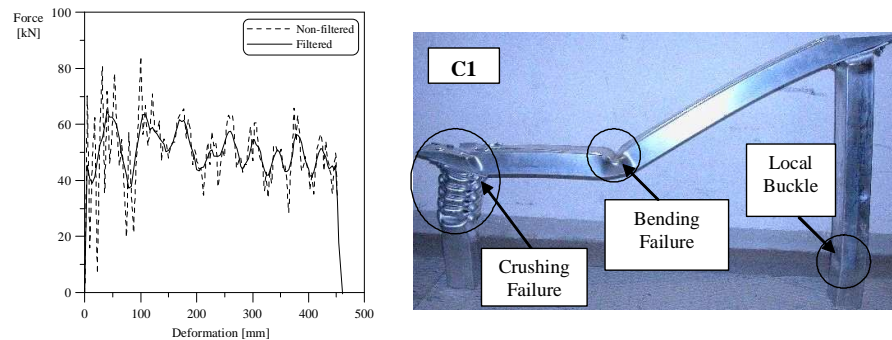 Force
[kN]
Non-filtered
Filtered
100
80
60
40
20
0
0
100
200
300
400
500
Deformation [mm]
C1
Local
Buckle
Bending
Failure
Crushing
Failure